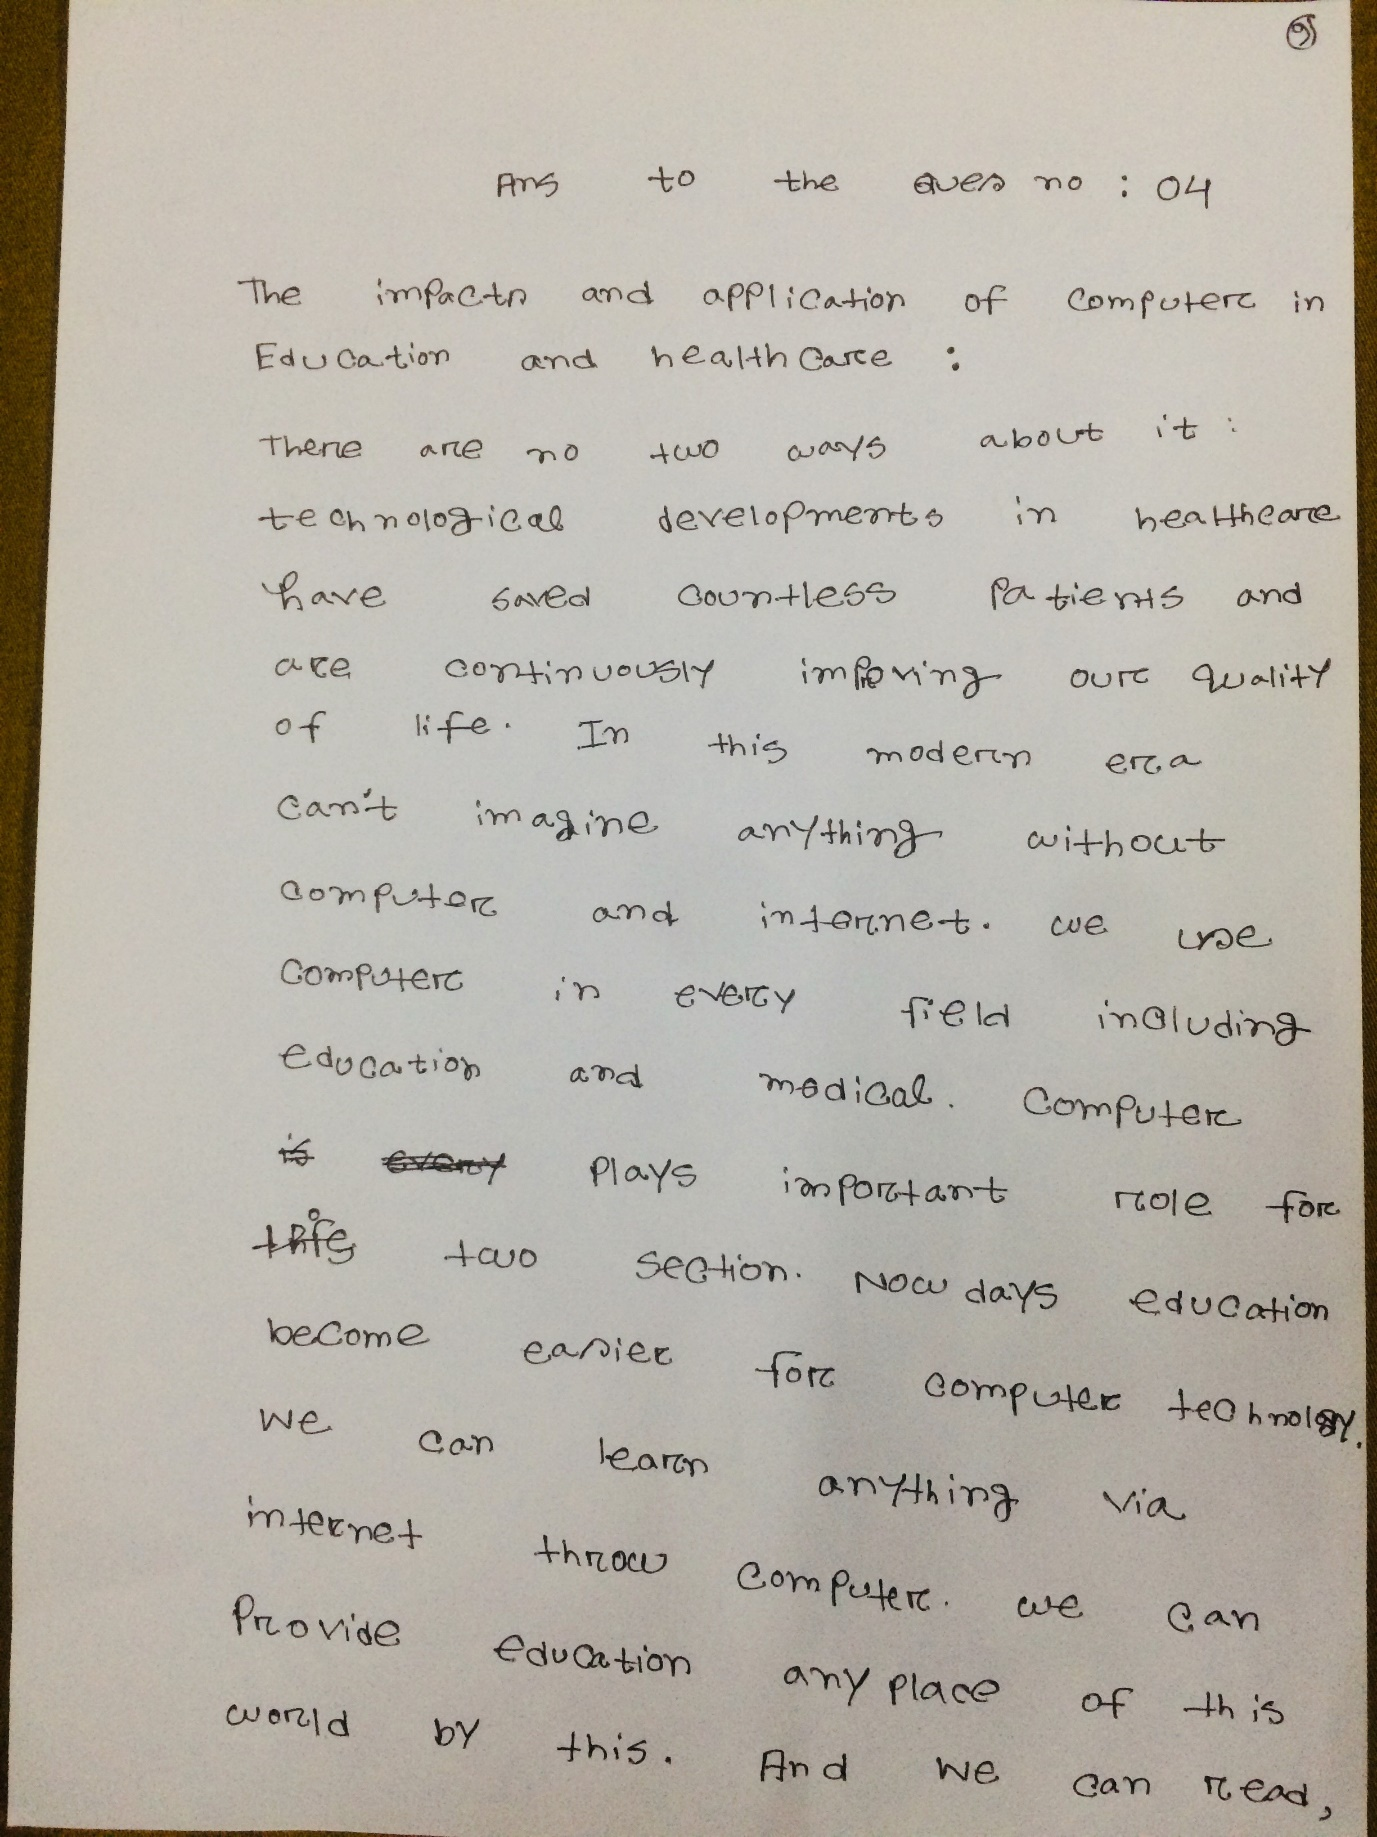 Ans to the Ques no : 04
The impacts and application of computer in
Education and health care :
There are no two ways about it :
technological developments in healthcare
have saved countless patients and
are continuously improving our quality
of life. In this modern era
can't imagine anything without
computer and internet. we use
computer in every field including
education and medical. Computer
is every plays important role for
this two section. Now days education
become easier for computer technology.
We can learn anything via
internet throw computer. we can
provide education any place of this
world by this. And we can read,